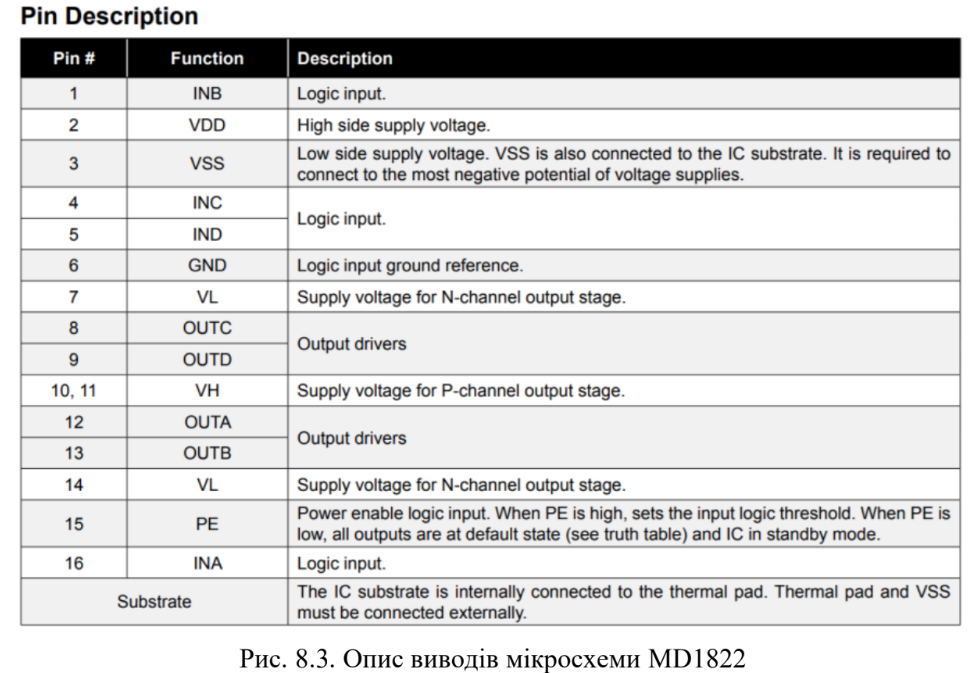 Pin Description
Pin # Function Description
1 INB Logic input.
2 VDD High side supply voltage.
3 VSS Low side supply voltage. VSS is also connected to the IC substrate. It is required to
connect to the most negative potential of voltage supplies.
4 INC Logic input.
5 IND
6 GND Logic input ground reference.
7 VL Supply voltage for N-channel output stage.
8 OUTC Output drivers
9 OUTD
10, 11 VH Supply voltage for P-channel output stage.
12 OUTA Output drivers
13 OUTB
14 VL Supply voltage for N-channel output stage.
15 PE Power enable logic input. When PE is high, sets the input logic threshold. When PE is
low, all outputs are at default state (see truth table) and IC in standby mode.
16 INA Logic input.
Substrate The IC substrate is internally connected to the thermal pad. Thermal pad and VSS
must be connected externally.
Рис. 8.3. Опис виводів мікросхеми MD1822